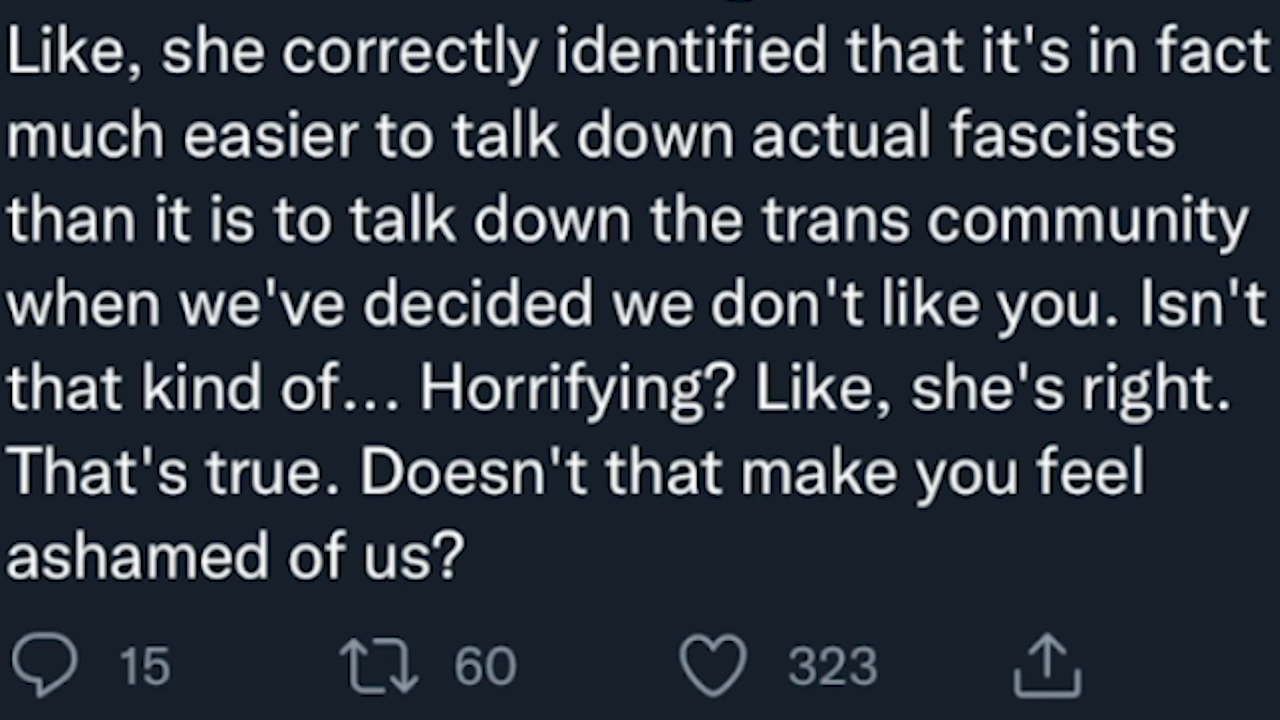 Like, she correctly identified that it's in fact
much easier to talk down actual fascists
than it is to talk down the trans community
when we've decided we don't like you. Isn't
that kind of... Horrifying? Like, she's right.
That's true. Doesn't that make you feel
ashamed of us?
15 60 323